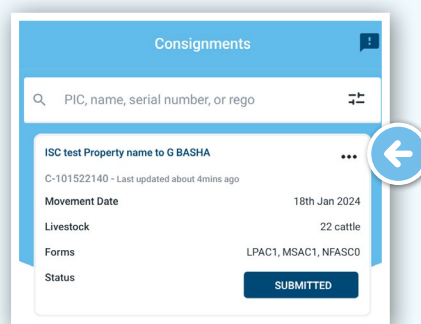 Consignments
PIC, name, serial number, or rego
ISC test Property name to G BASHA
C-101522140 - Last updated about 4mins ago
Movement Date 18th Jan 2024
Livestock 22 cattle
Forms LPAC1, MSAC1, NFASC0
Status SUBMITTED